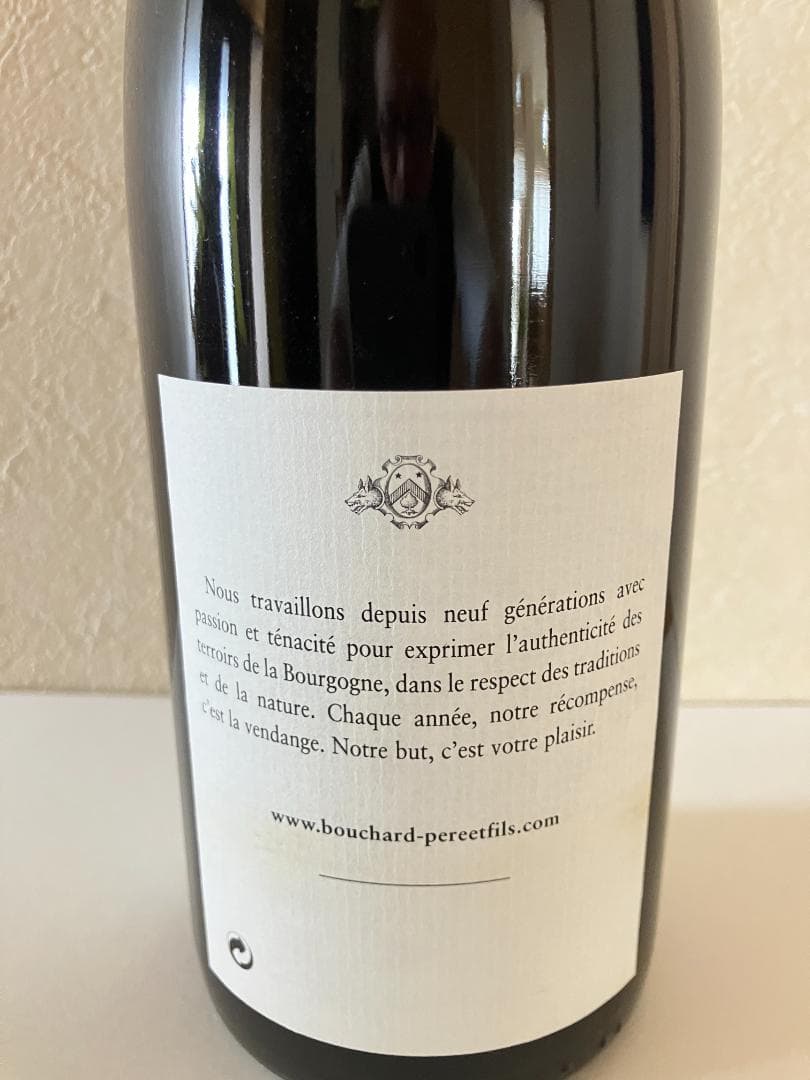 Nous travaillons depuis neuf générations avec
passion et ténacité pour exprimer l'authenticité des
terroirs de la Bourgogne, dans le respect des traditions
et de la nature. Chaque année, notre récompense,
c'est la vendange. Notre but, c'est votre plaisir.
www.bouchard-pereetfils.com